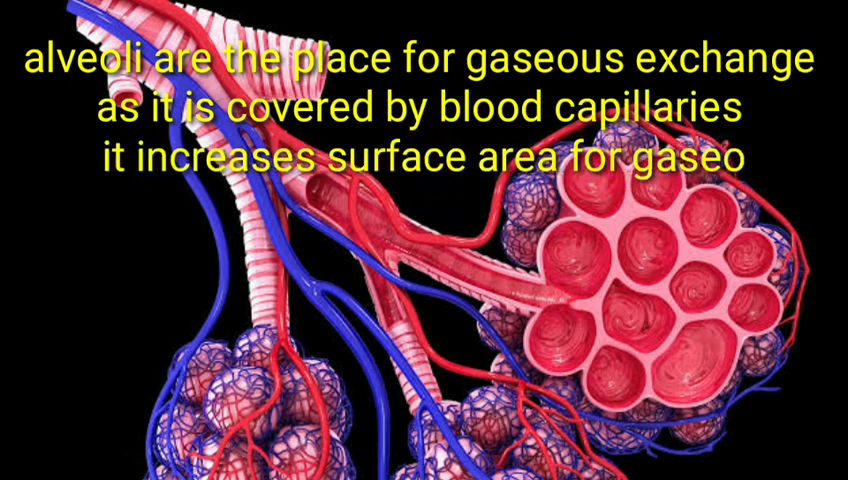 alveoli are the place for gaseous exchange
as it is covered by blood capillaries
it increases surface area for gaseo